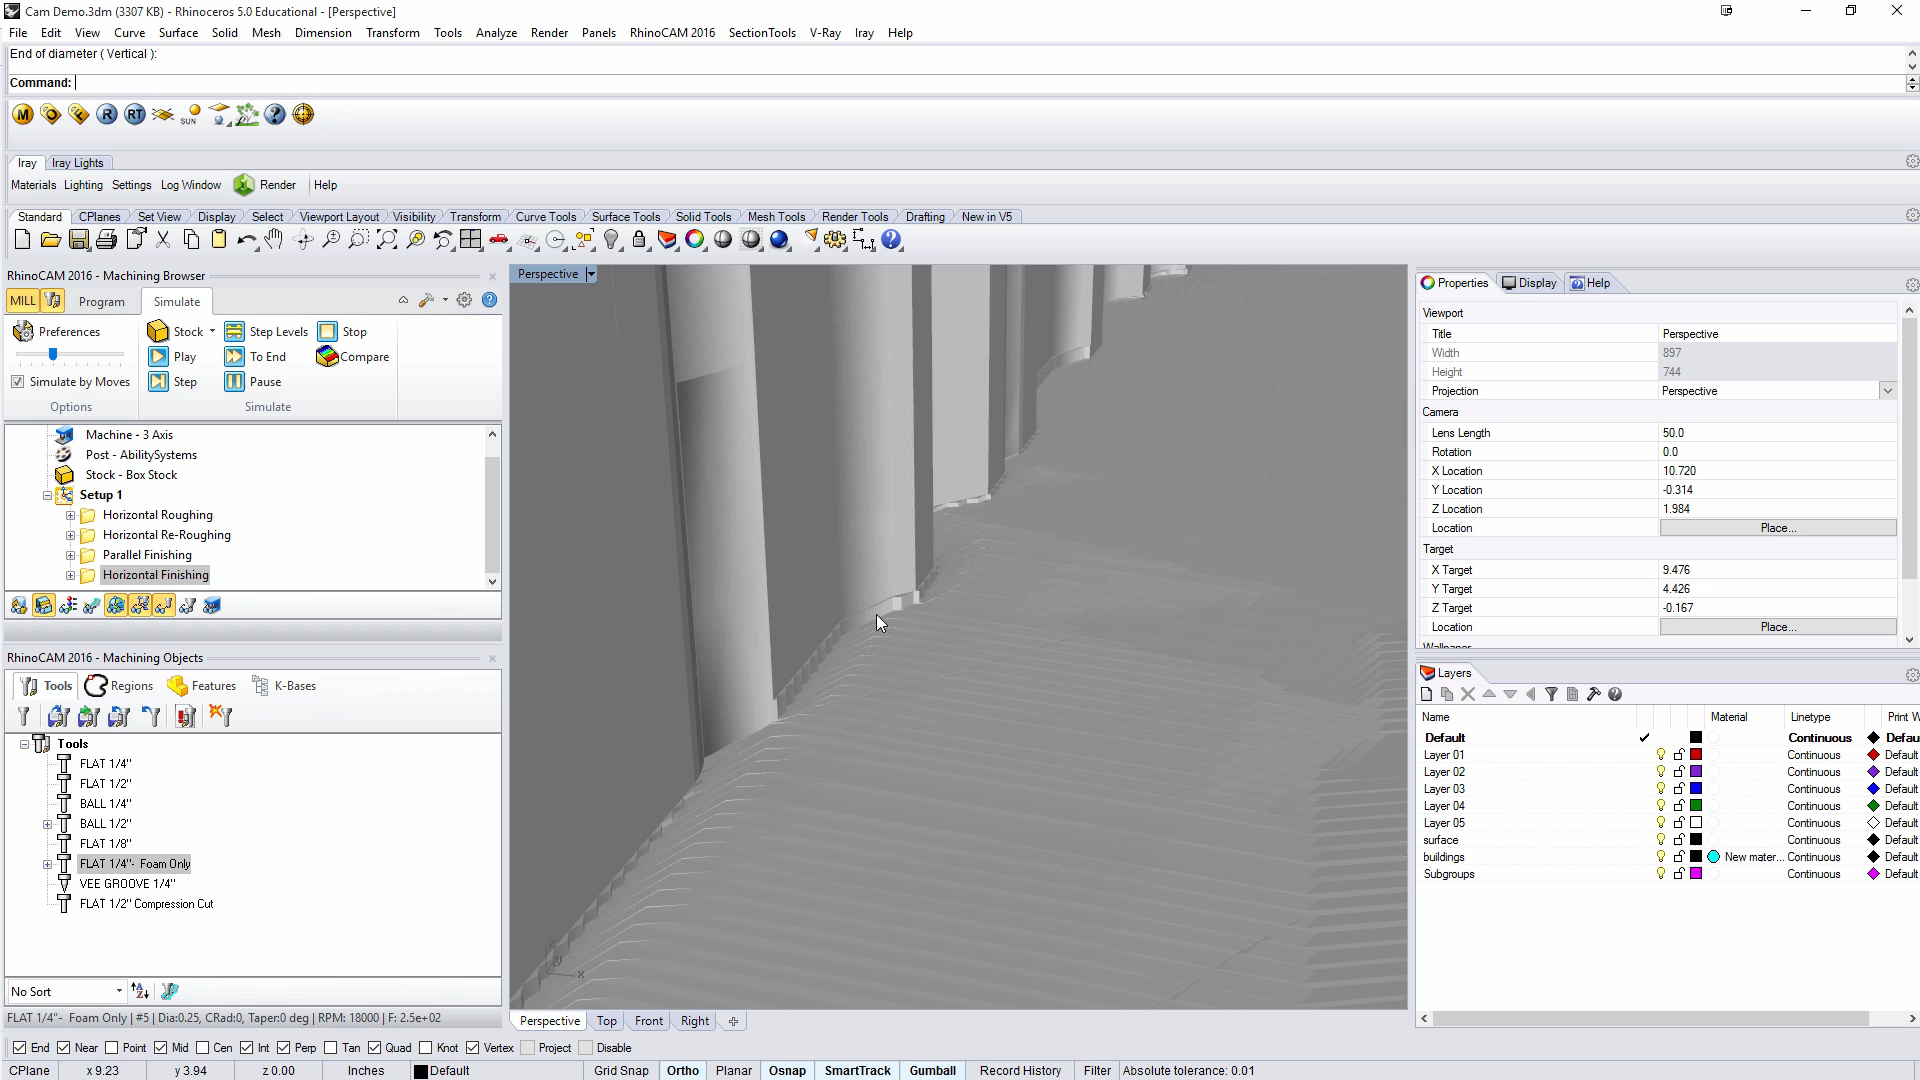 Cam Demo.3dm (3307 KB) - Rhinoceros 5.0 Educational - [Perspective]
File Edit View Curve Surface Solid Mesh Dimension Transform Tools Analyze Render Panels RhinoCAM 2016 SectionTools V-Ray Iray Help
End of diameter ( Vertical ):
Command:
M O F R RT SUN
Iray Iray Lights
Materials Lighting Settings Log Window Render Help
Standard CPlanes Set View Display Select Viewport Layout Visibility Transform Curve Tools Surface Tools Solid Tools Mesh Tools Render Tools Drafting New in V5
RhinoCAM 2016 - Machining Browser
MILL Program Simulate
Preferences Stock Step Levels Stop
Play To End Compare
Simulate by Moves Step Pause
Options Simulate
Machine - 3 Axis
Post - AbilitySystems
Stock - Box Stock
Setup 1
Horizontal Roughing
Horizontal Re-Roughing
Parallel Finishing
Horizontal Finishing
RhinoCAM 2016 - Machining Objects
Tools Regions Features K-Bases
Tools
FLAT 1/4"
FLAT 1/2"
BALL 1/4"
BALL 1/2"
FLAT 1/8"
FLAT 1/4"- Foam Only
VEE GROOVE 1/4"
FLAT 1/2" Compression Cut
No Sort
FLAT 1/4"- Foam Only | #5 | Dia:0.25, CRad:0, Taper:0 deg | RPM: 18000 | F: 2.5e+02
Perspective
z
y
x
Perspective Top Front Right
Properties Display Help
Viewport
Title Perspective
Width 897
Height 744
Projection Perspective
Camera
Lens Length 50.0
Rotation 0.0
X Location 10.720
Y Location -0.314
Z Location 1.984
Location Place...
Target
X Target 9.476
Y Target 4.426
Z Target -0.167
Location Place...
Wallpaper
Layers
Name Material Linetype Print W
Default Continuous Defau
Layer 01 Continuous Default
Layer 02 Continuous Default
Layer 03 Continuous Default
Layer 04 Continuous Default
Layer 05 Continuous Default
surface Continuous Default
buildings New mater... Continuous Default
Subgroups Continuous Default
End Near Point Mid Cen Int Perp Tan Quad Knot Vertex Project Disable
CPlane x 9.23 y 3.94 z 0.00 Inches Default Grid Snap Ortho Planar Osnap SmartTrack Gumball Record History Filter Absolute tolerance: 0.01